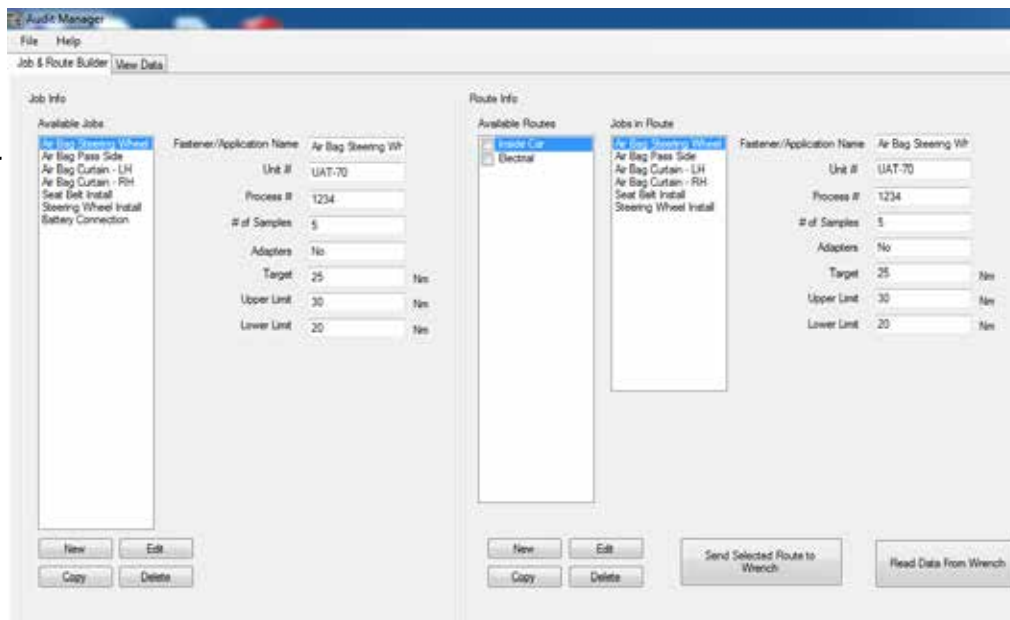 Audit Manager
File Help
Job & Route Builder View Data
Job Info
Available Jobs
Air Bag Steering Wheel
Air Bag Pass Side
Air Bag Curtain - LH
Air Bag Curtain - RH
Seat Belt Install
Steering Wheel Install
Battery Connection
Fastener/Application Name Air Bag Steering Wh
Unit # UAT-70
Process # 1234
# of Samples 5
Adapters No
Target 25 Nm
Upper Limit 30 Nm
Lower Limit 20 Nm
New Edit
Copy Delete
Route Info
Available Routes
Inside Car
Electrial
Jobs in Route
Air Bag Steering Wheel
Air Bag Pass Side
Air Bag Curtain - LH
Air Bag Curtain - RH
Seat Belt Install
Steering Wheel Install
Fastener/Application Name Air Bag Steering Wh
Unit # UAT-70
Process # 1234
# of Samples 5
Adapters No
Target 25 Nm
Upper Limit 30 Nm
Lower Limit 20 Nm
New Edit
Copy Delete
Send Selected Route to
Wrench
Read Data From Wrench